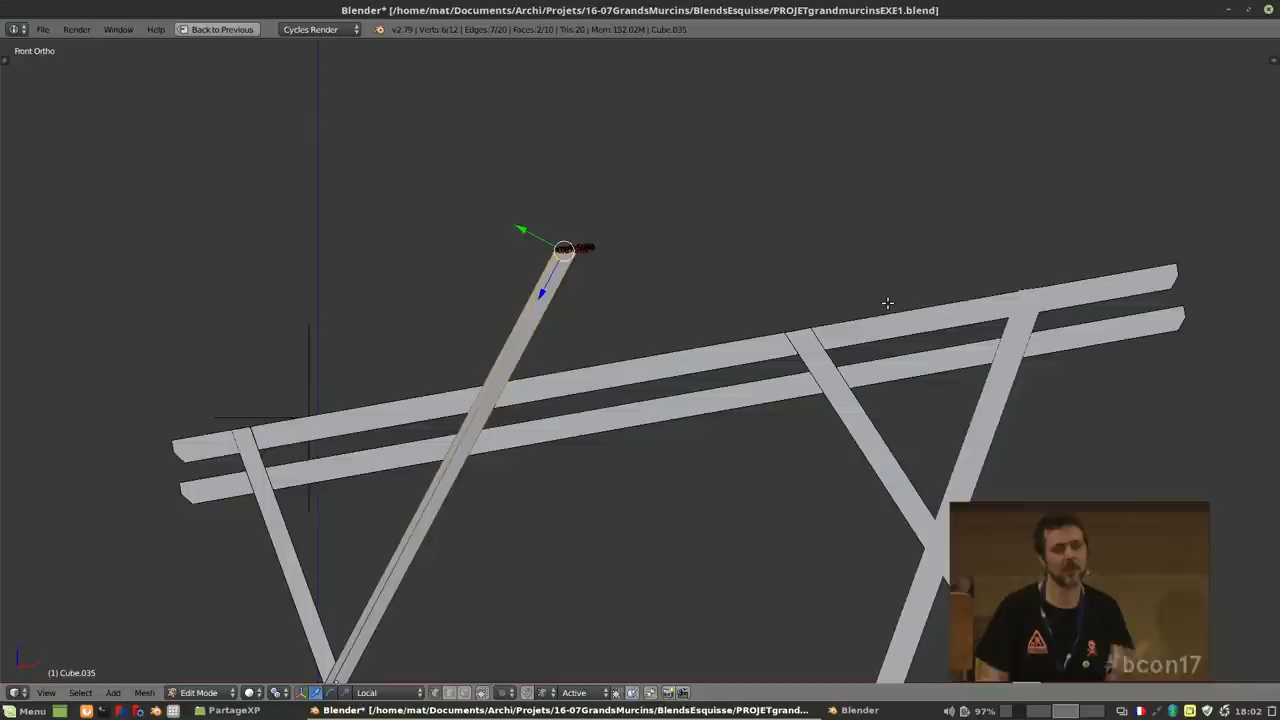 Blender* [/home/mat/Documents/Archi/Projets/16-07GrandsMurcins/BlendsEsquisse/PROJETgrandmurcinsEXE1.blend]
File Render Window Help Back to Previous Cycles Render v2.79 | Verts:6/12 | Edges:7/20 | Faces:2/10 | Tris:20 | Mem:152.02M | Cube.035
Front Ortho
(1) Cube.035
#bcon17
View Select Add Mesh Edit Mode Local Active
Menu PartageXP Blender* [/home/mat/Documents/Archi/Projets/16-07GrandsMurcins/BlendsEsquisse/PROJETgrand... Blender 97% 18:02